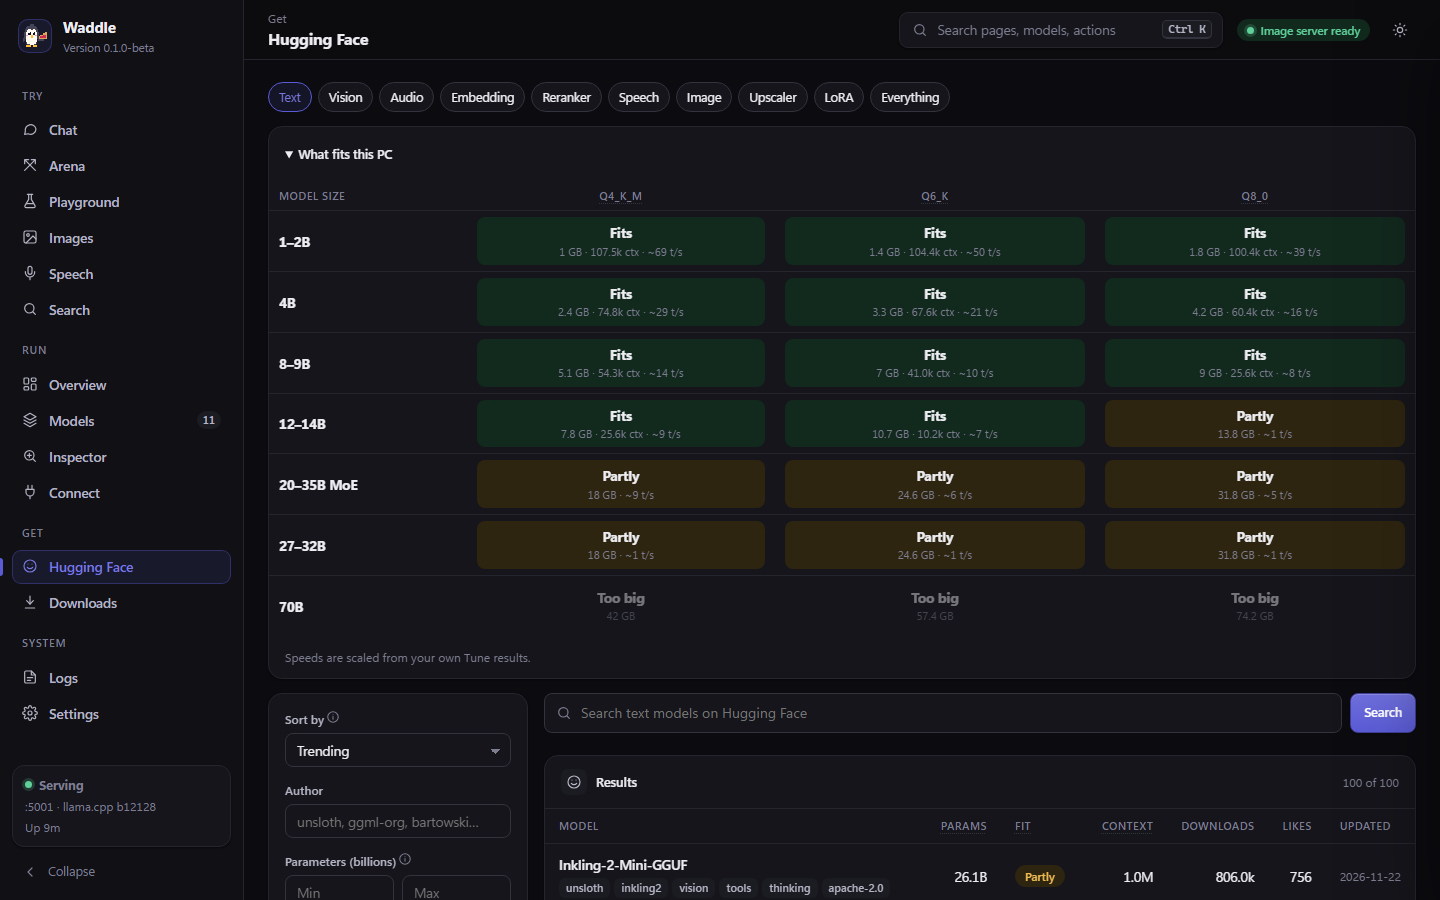 Waddle
Version 0.1.0-beta
TRY
Chat
Arena
Playground
Images
Speech
Search
RUN
Overview
Models 11
Inspector
Connect
GET
Hugging Face
Downloads
SYSTEM
Logs
Settings
Serving
:5001 · llama.cpp b12128
Up 9m
Collapse
Get
Hugging Face
Search pages, models, actions Ctrl K
Image server ready
Text Vision Audio Embedding Reranker Speech Image Upscaler LoRA Everything
▼ What fits this PC
MODEL SIZE Q4_K_M Q6_K Q8_0
1–2B Fits Fits Fits
1 GB · 107.5k ctx · ~69 t/s 1.4 GB · 104.4k ctx · ~50 t/s 1.8 GB · 100.4k ctx · ~39 t/s
4B Fits Fits Fits
2.4 GB · 74.8k ctx · ~29 t/s 3.3 GB · 67.6k ctx · ~21 t/s 4.2 GB · 60.4k ctx · ~16 t/s
8–9B Fits Fits Fits
5.1 GB · 54.3k ctx · ~14 t/s 7 GB · 41.0k ctx · ~10 t/s 9 GB · 25.6k ctx · ~8 t/s
12–14B Fits Fits Partly
7.8 GB · 25.6k ctx · ~9 t/s 10.7 GB · 10.2k ctx · ~7 t/s 13.8 GB · ~1 t/s
20–35B MoE Partly Partly Partly
18 GB · ~9 t/s 24.6 GB · ~6 t/s 31.8 GB · ~5 t/s
27–32B Partly Partly Partly
18 GB · ~1 t/s 24.6 GB · ~1 t/s 31.8 GB · ~1 t/s
70B Too big Too big Too big
42 GB 57.4 GB 74.2 GB
Speeds are scaled from your own Tune results.
Sort by
Trending
Author
unsloth, ggml-org, bartowski...
Parameters (billions)
Min Max
Search text models on Hugging Face Search
Results 100 of 100
MODEL PARAMS FIT CONTEXT DOWNLOADS LIKES UPDATED
Inkling-2-Mini-GGUF 26.1B Partly 1.0M 806.0k 756 2026-11-22
unsloth inkling2 vision tools thinking apache-2.0